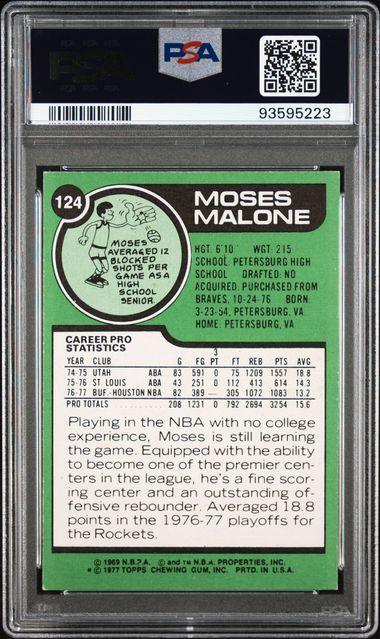 PSA
93595223
124
MOSES
MALONE
MOSES
AVERAGED 12
BLOCKED
SHOTS PER
GAME AS A
HIGH
SCHOOL
SENIOR.
HGT: 6'10" WGT: 215
SCHOOL: PETERSBURG HIGH
SCHOOL DRAFTED: NO
ACQUIRED: PURCHASED FROM
BRAVES, 10-24-76 BORN:
3-23-54, PETERSBURG, VA
HOME: PETERSBURG, VA
CAREER PRO
STATISTICS
3
YEAR CLUB G FG PT FT REB PTS AVG
74-75 UTAH ABA 83 591 0 75 1209 1557 18.8
75-76 ST. LOUIS ABA 43 251 0 112 413 614 14.3
76-77 BUF.-HOUSTON NBA 82 389 — 305 1072 1083 13.2
PRO TOTALS 208 1231 0 792 2694 3254 15.6
Playing in the NBA with no college
experience, Moses is still learning
the game. Equipped with the ability
to become one of the premier cen-
ters in the league, he's a fine scor-
ing center and an outstanding of-
fensive rebounder. Averaged 18.8
points in the 1976-77 playoffs for
the Rockets.
© 1969 N.B.P.A. © and TM N.B.A. PROPERTIES, INC.
* © 1977 TOPPS CHEWING GUM, INC. PRTD. IN U.S.A.